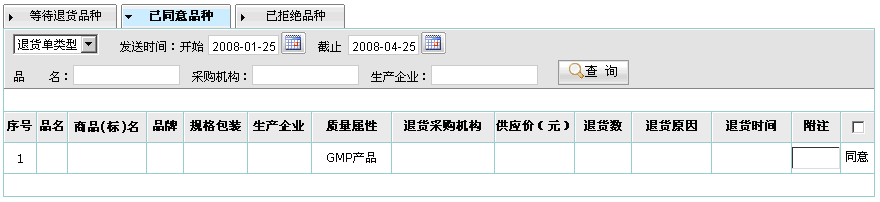 等待退货品种 已同意品种 已拒绝品种
退货单类型 发送时间：开始 2008-01-25 截止 2008-04-25
品 名： 采购机构： 生产企业： 查 询
序号 品名 商品(标)名 品牌 规格包装 生产企业 质量属性 退货采购机构 供应价（元） 退货数 退货原因 退货时间 附注
1 GMP产品 同意